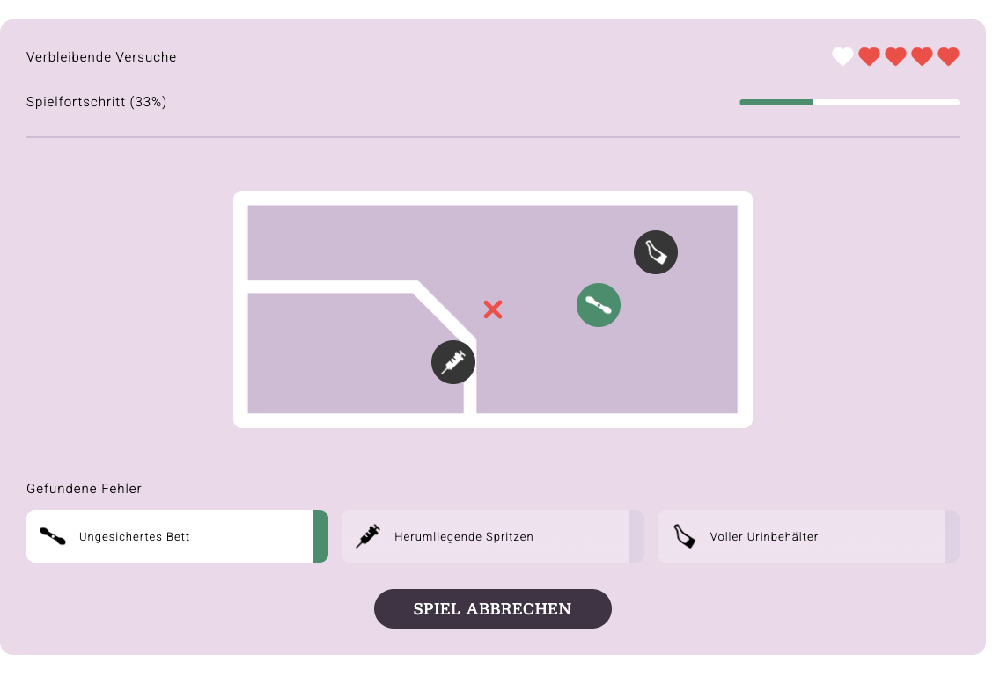 Verbleibende Versuche
Spielfortschritt (33%)
Gefundene Fehler
Ungesichertes Bett
Herumliegende Spritzen
Voller Urinbehälter
SPIEL ABBRECHEN